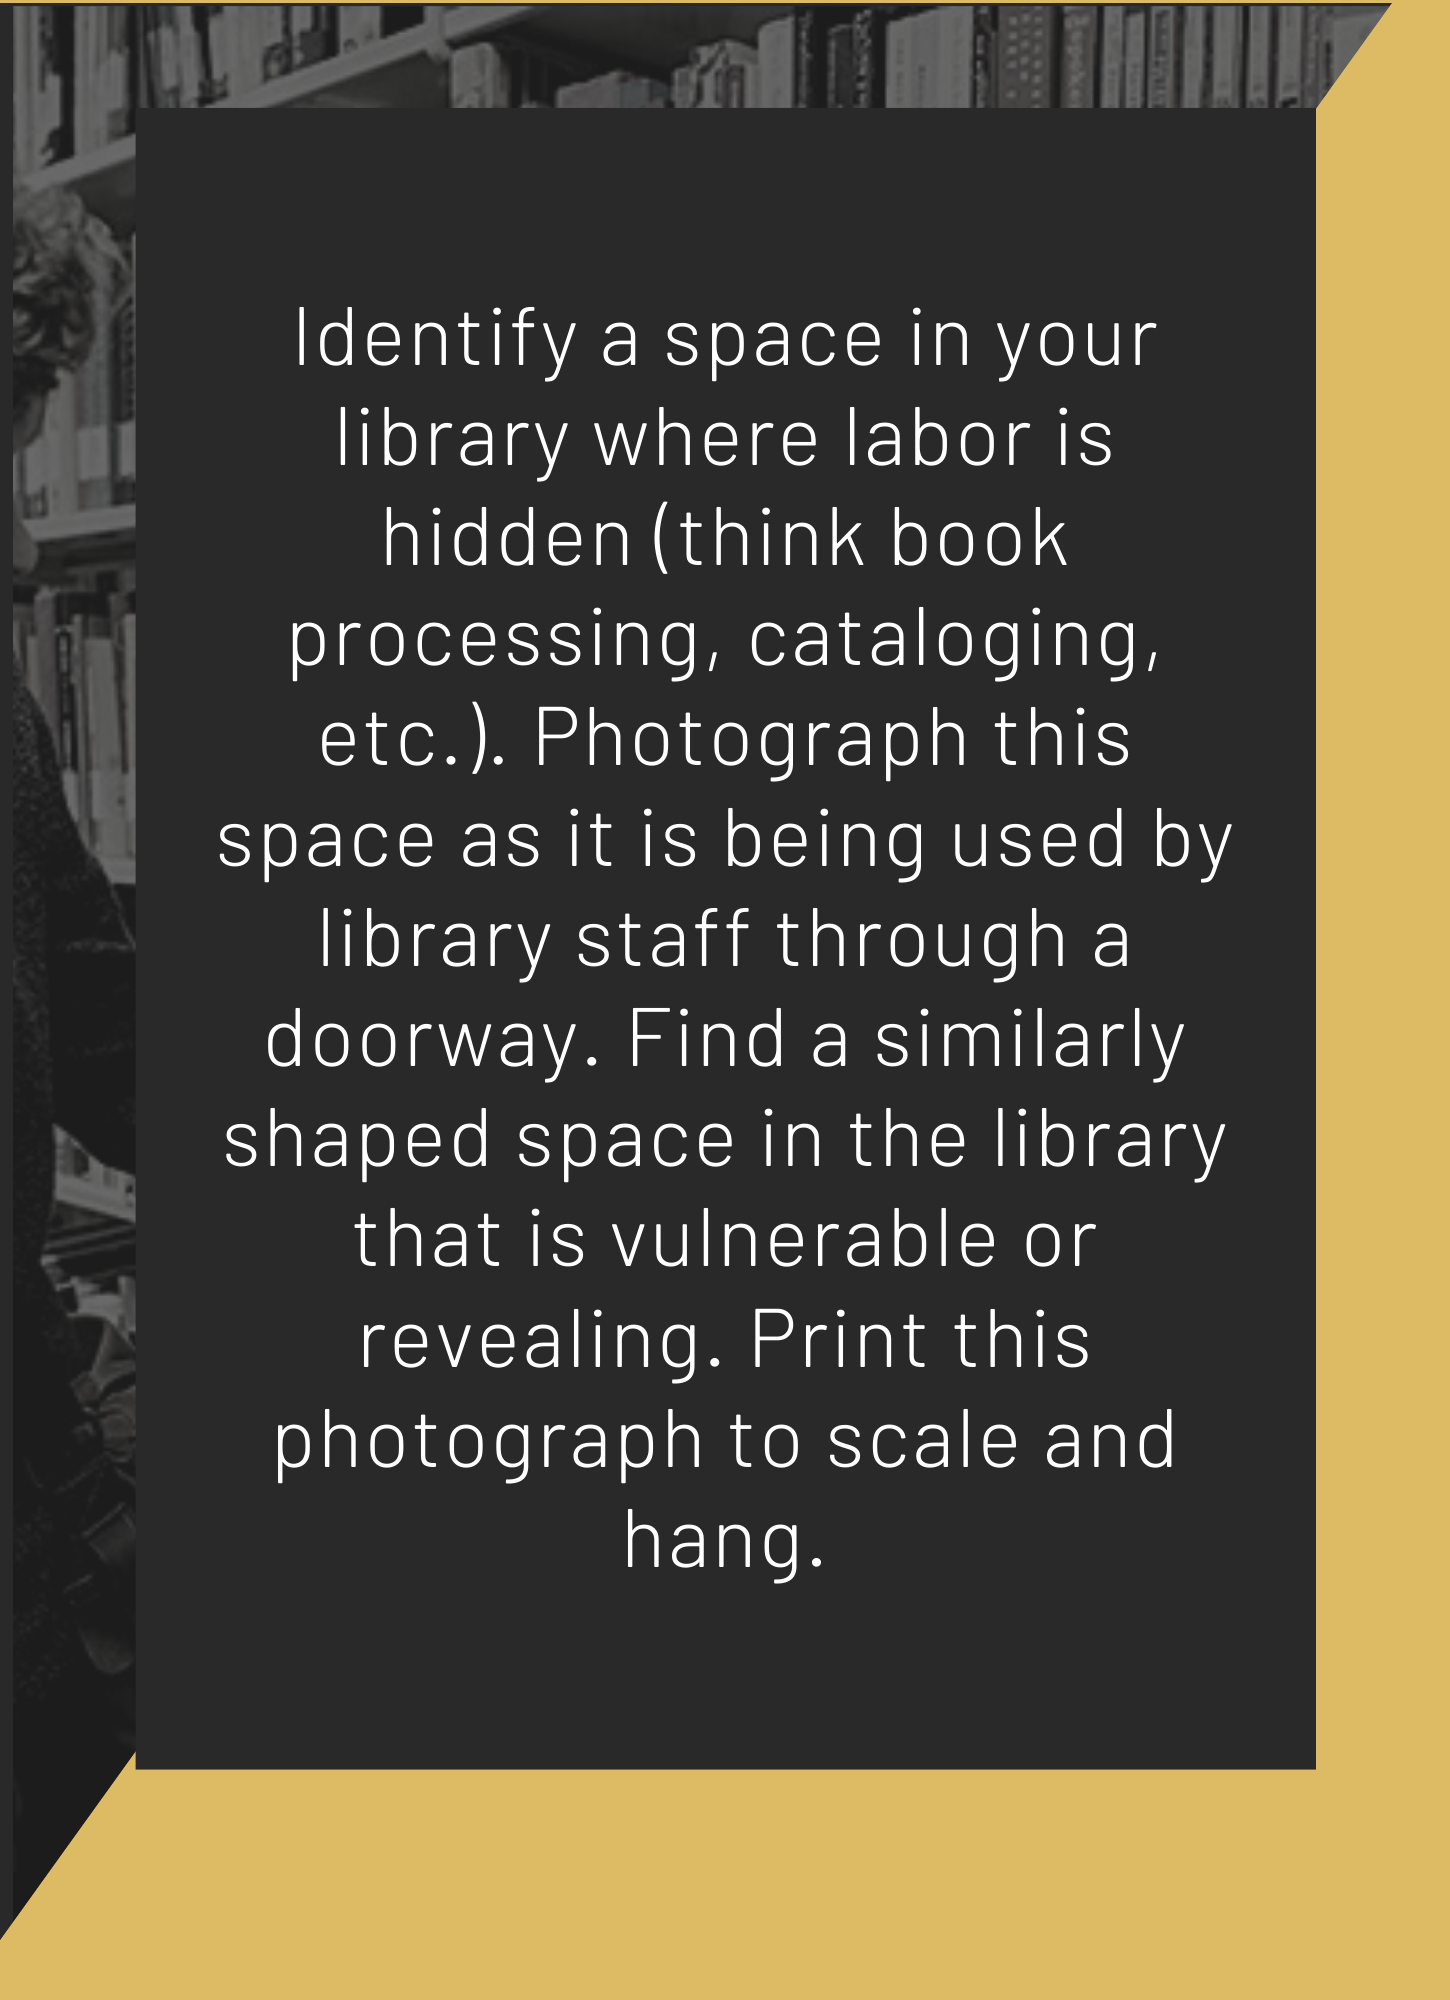 Identify a space in your
library where labor is
hidden (think book
processing, cataloging,
etc.). Photograph this
space as it is being used by
library staff through a
doorway. Find a similarly
shaped space in the library
that is vulnerable or
revealing. Print this
photograph to scale and
hang.